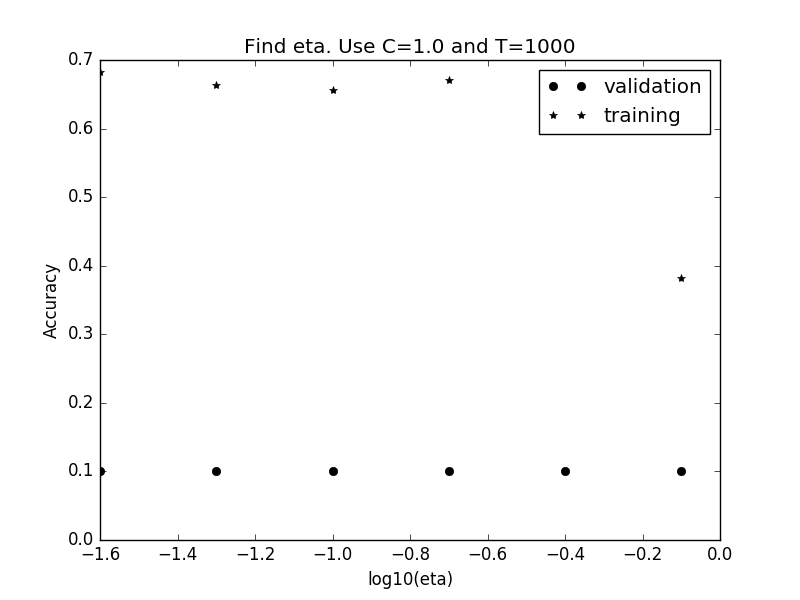 Find eta. Use C=1.0 and T=1000
validation
training
0.7
0.6
0.5
0.4
0.3
0.2
0.1
0.0
Accuracy
−1.6 −1.4 −1.2 −1.0 −0.8 −0.6 −0.4 −0.2 0.0
log10(eta)